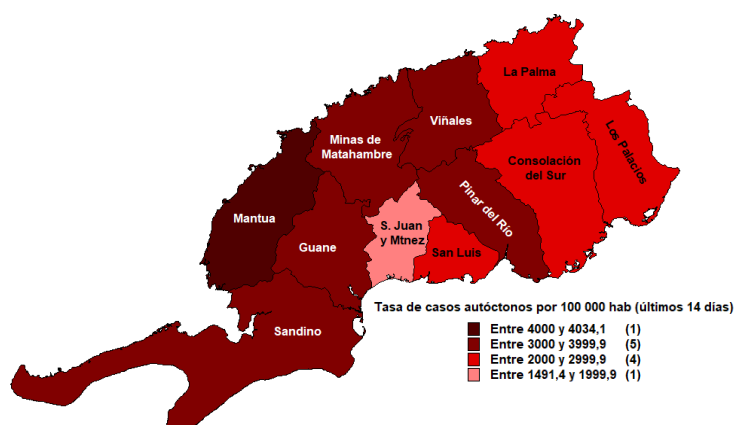 La Palma
Viñales
Minas de
Matahambre
Los Palacios
Consolación
del Sur
Pinar del Rio
Mantua
S. Juan
y Mtnez
Guane
San Luis
Sandino
Tasa de casos autóctonos por 100 000 hab (últimos 14 días)
Entre 4000 y 4034,1 (1)
Entre 3000 y 3999,9 (5)
Entre 2000 y 2999,9 (4)
Entre 1491,4 y 1999,9 (1)